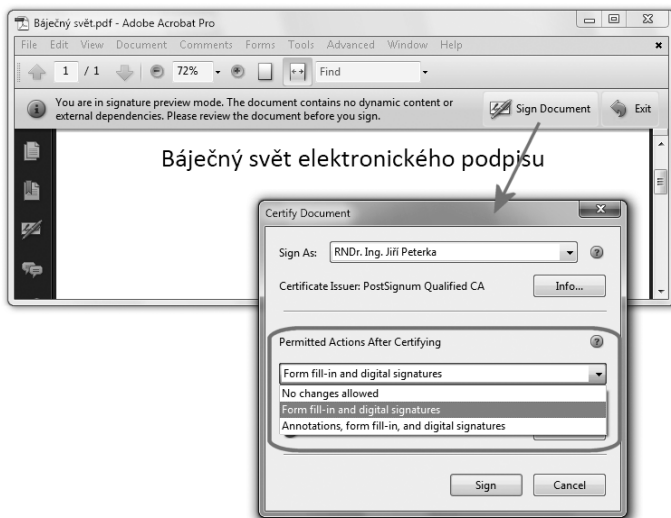 Báječný svět.pdf - Adobe Acrobat Pro
File Edit View Document Comments Forms Tools Advanced Window Help
1 / 1 72% Find
You are in signature preview mode. The document contains no dynamic content or
external dependencies. Please review the document before you sign.
Sign Document Exit
Báječný svět elektronického podpisu
Certify Document
Sign As: RNDr. Ing. Jiří Peterka
Certificate Issuer: PostSignum Qualified CA Info...
Permitted Actions After Certifying
Form fill-in and digital signatures
No changes allowed
Form fill-in and digital signatures
Annotations, form fill-in, and digital signatures
Sign Cancel